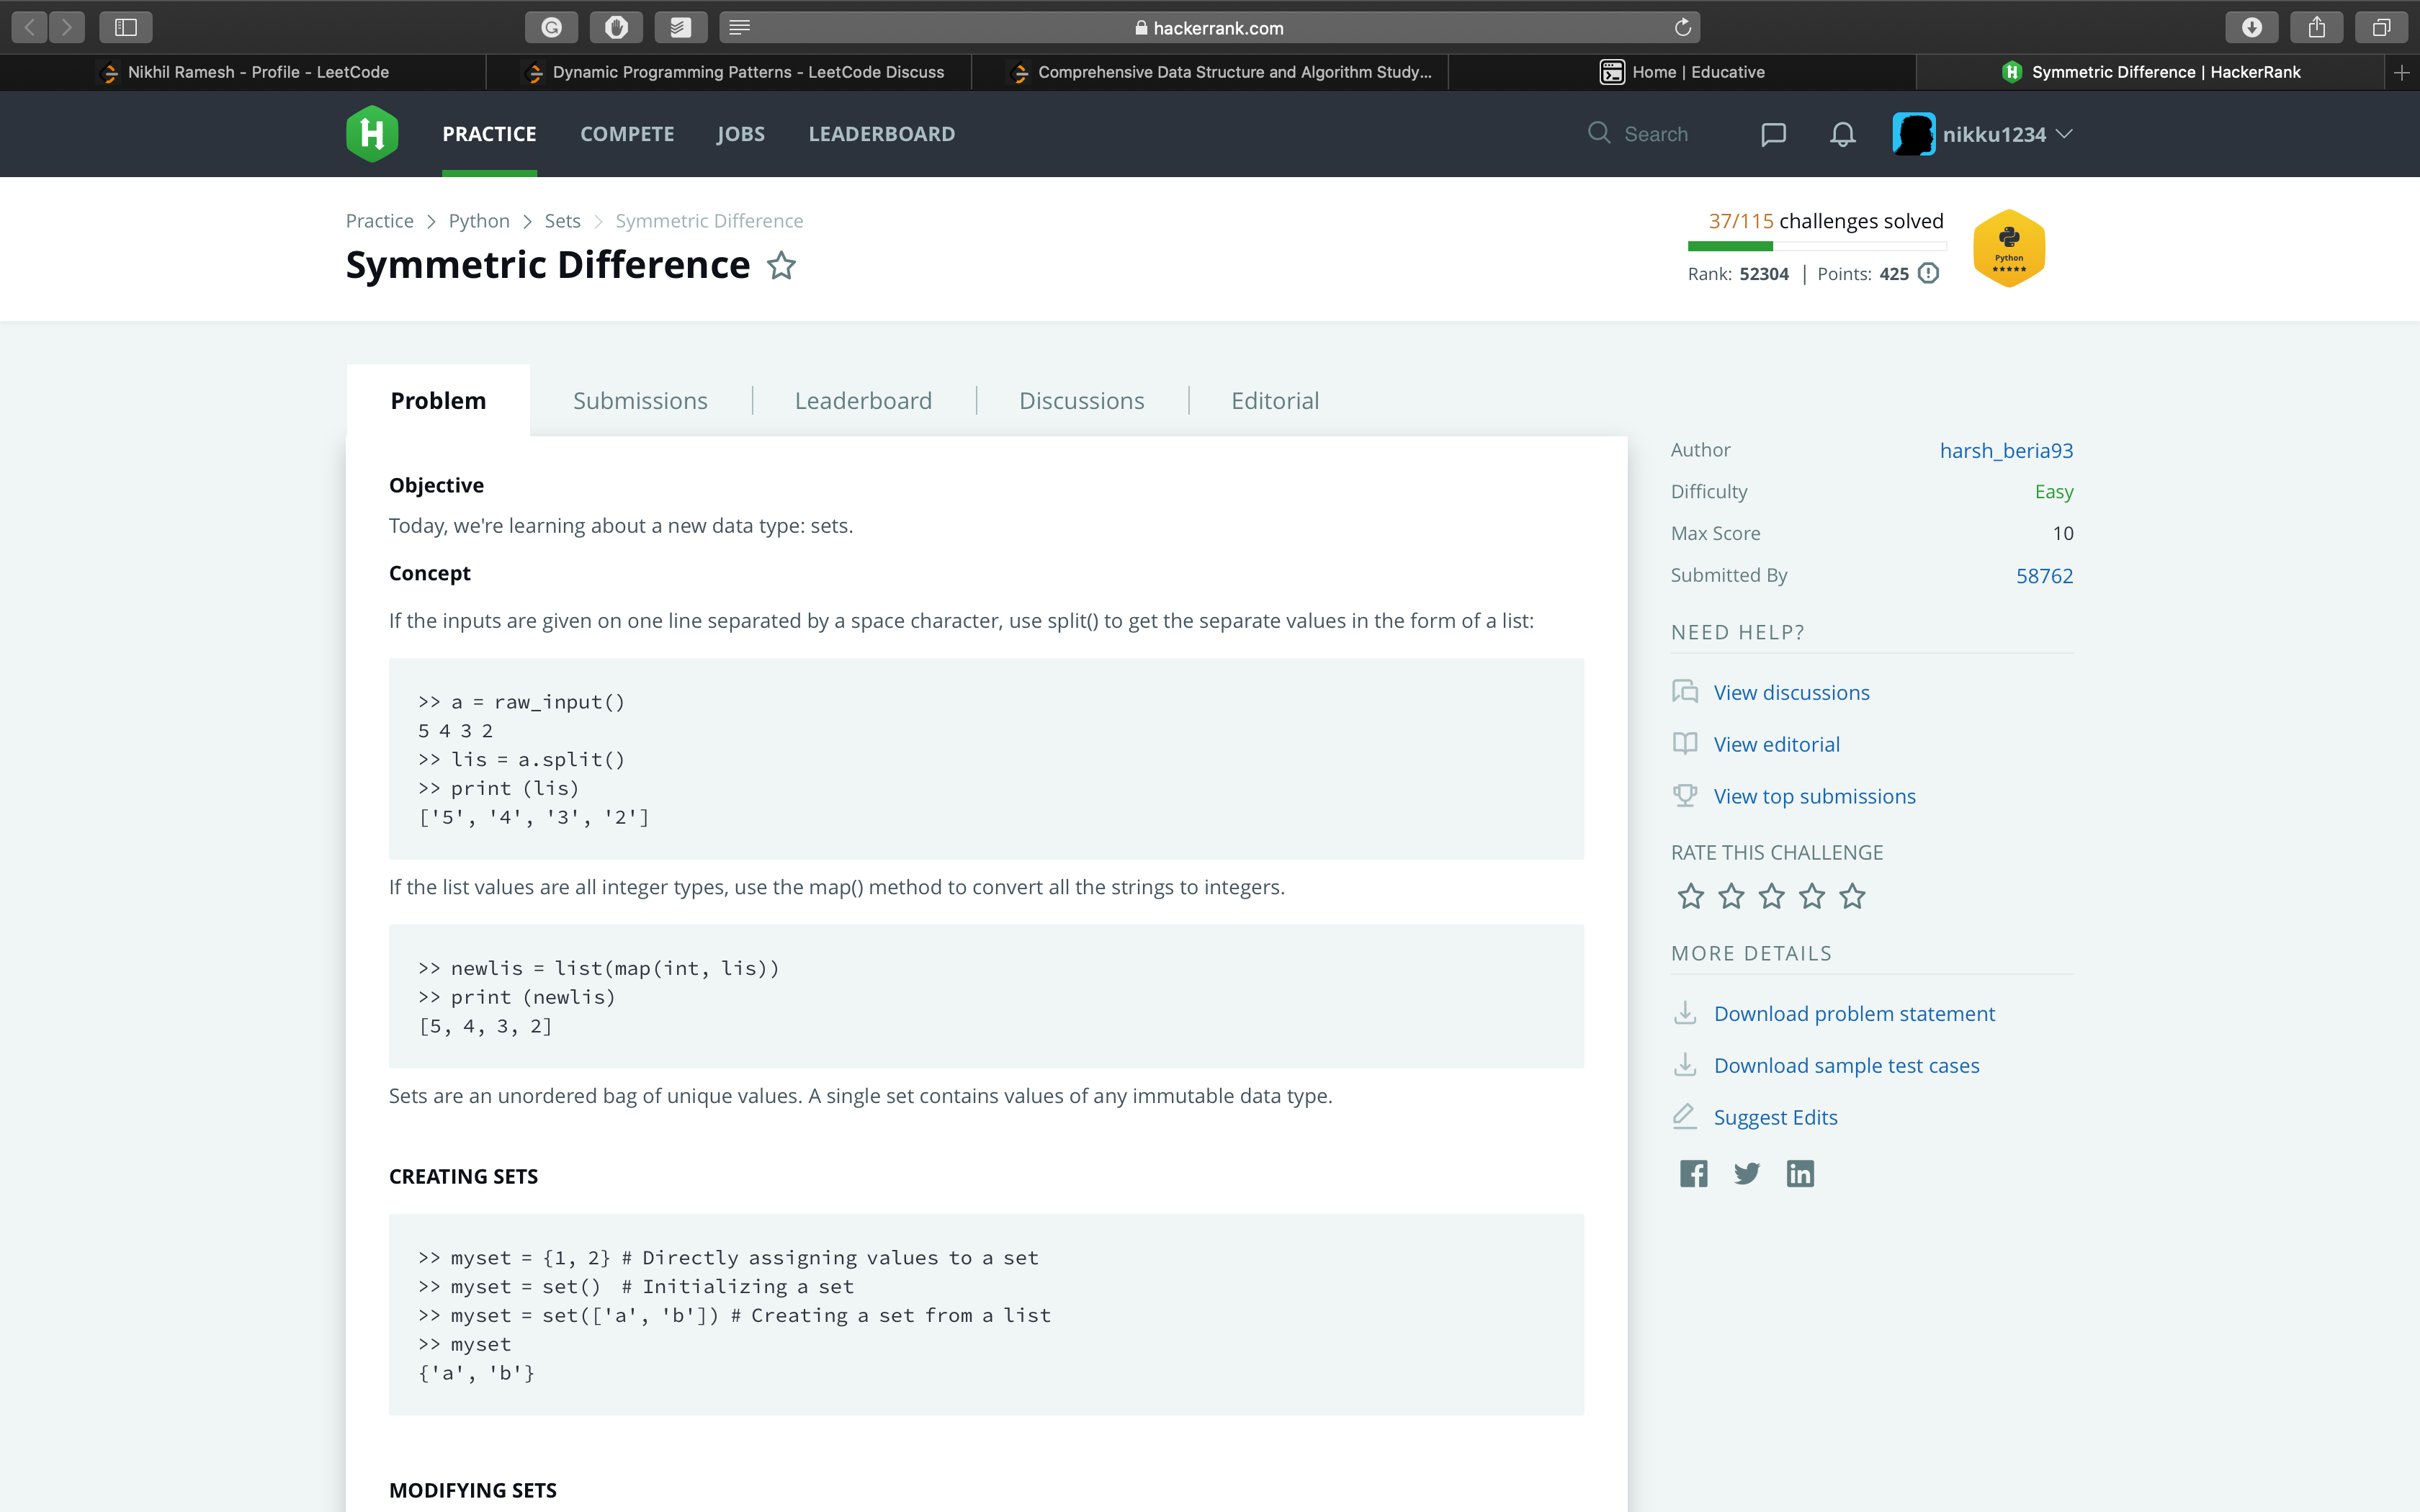 hackerrank.com
Nikhil Ramesh - Profile - LeetCode
Dynamic Programming Patterns - LeetCode Discuss
Comprehensive Data Structure and Algorithm Study...
Home | Educative
Symmetric Difference | HackerRank
PRACTICE COMPETE JOBS LEADERBOARD
Search
nikku1234
Practice > Python > Sets > Symmetric Difference
Symmetric Difference
37/115 challenges solved
Rank: 52304 | Points: 425
Python
Problem
Submissions
Leaderboard
Discussions
Editorial
Objective
Today, we're learning about a new data type: sets.
Concept
If the inputs are given on one line separated by a space character, use split() to get the separate values in the form of a list:
>> a = raw_input()
5 4 3 2
>> lis = a.split()
>> print (lis)
['5', '4', '3', '2']
If the list values are all integer types, use the map() method to convert all the strings to integers.
>> newlis = list(map(int, lis))
>> print (newlis)
[5, 4, 3, 2]
Sets are an unordered bag of unique values. A single set contains values of any immutable data type.
CREATING SETS
>> myset = {1, 2} # Directly assigning values to a set
>> myset = set()  # Initializing a set
>> myset = set(['a', 'b']) # Creating a set from a list
>> myset
{'a', 'b'}
MODIFYING SETS
Author harsh_beria93
Difficulty Easy
Max Score 10
Submitted By 58762
NEED HELP?
View discussions
View editorial
View top submissions
RATE THIS CHALLENGE
MORE DETAILS
Download problem statement
Download sample test cases
Suggest Edits